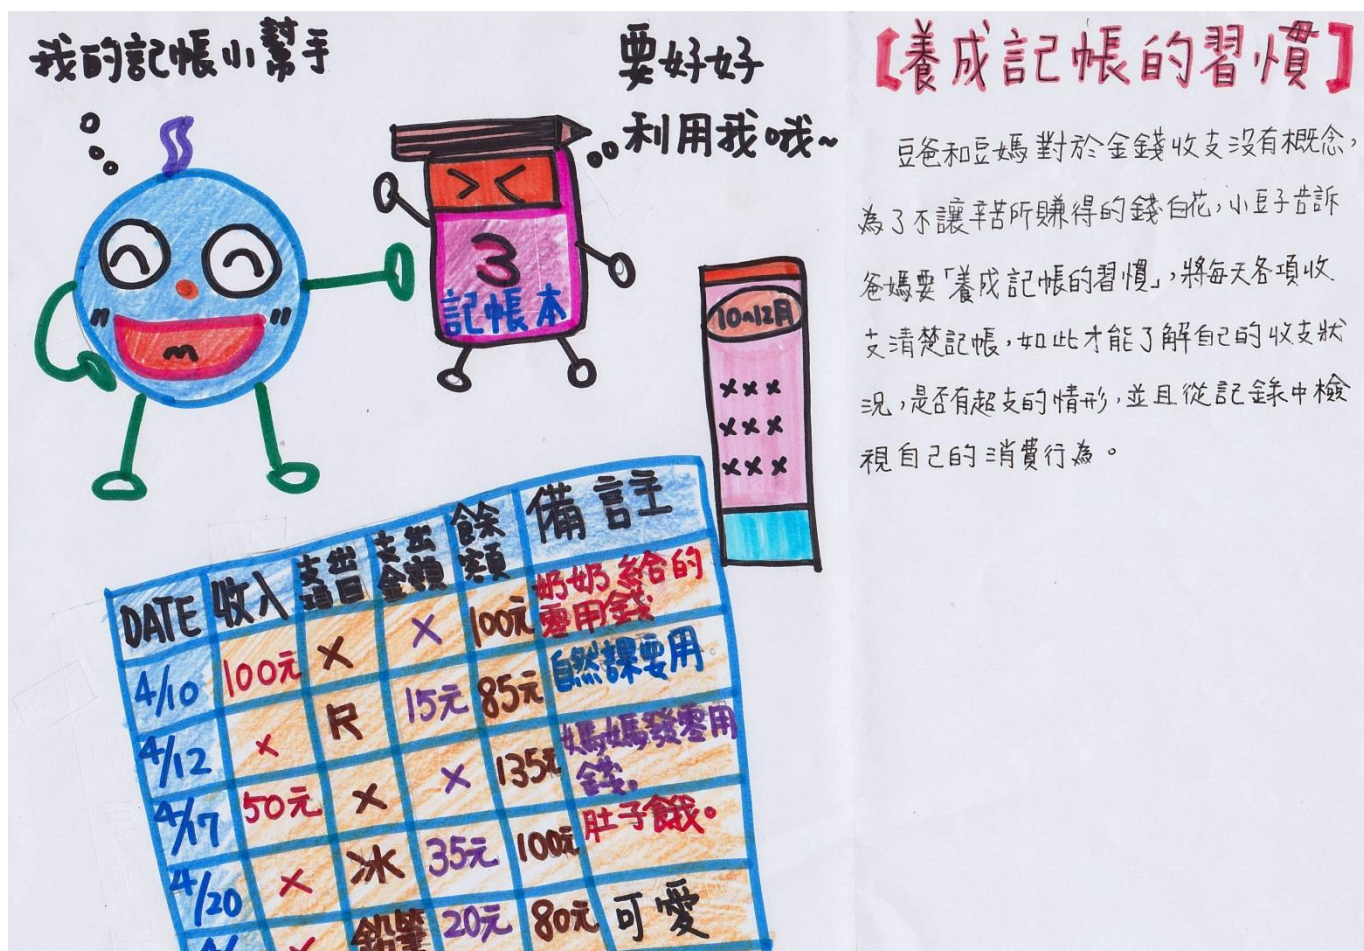 我的記帳小幫手
要好好
利用我哦~
3
記帳本
10~12月
×××
×××
×××
DATE 收入 支出項目 支出金額 餘額 備註
4/10 100元 × × 100元 奶奶給的零用錢
4/12 × 尺 15元 85元 自然課要用
4/17 50元 × × 135元 媽媽發零用錢。
4/20 × 冰 35元 100元 肚子餓。
4/ × 鉛筆 20元 80元 可愛
【養成記帳的習慣】
豆爸和豆媽對於金錢收支沒有概念,
為了不讓辛苦所賺得的錢白花,小豆子告訴
爸媽要「養成記帳的習慣」,將每天各項收
支清楚記帳,如此才能了解自己的收支狀
況,是否有超支的情形,並且從記錄中檢
視自己的消費行為。